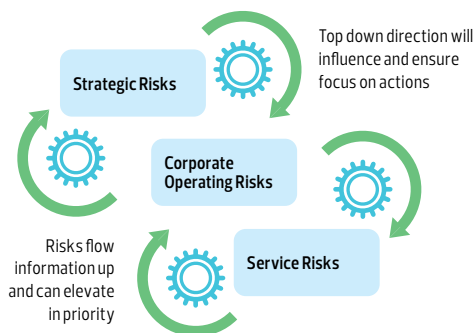 Top down direction will
influence and ensure
focus on actions
Strategic Risks
Corporate
Operating Risks
Service Risks
Risks flow
information up
and can elevate
in priority